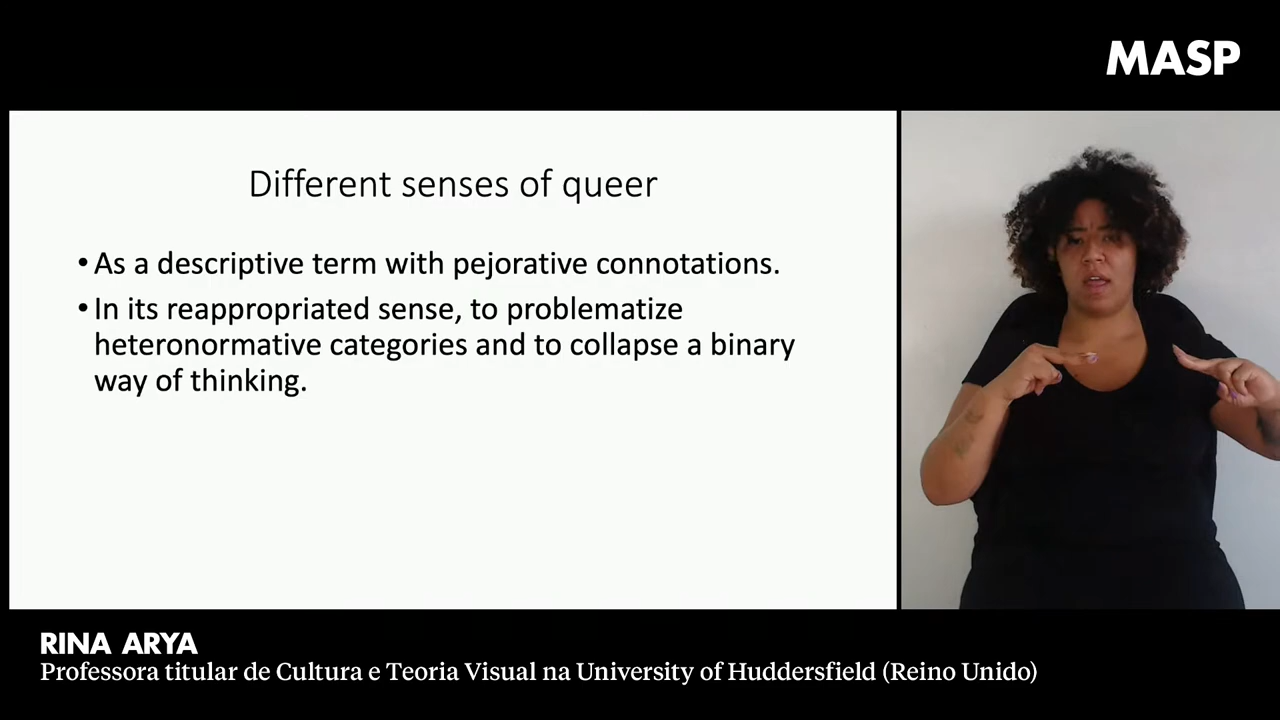 MASP
Different senses of queer
• As a descriptive term with pejorative connotations.
• In its reappropriated sense, to problematize
heteronormative categories and to collapse a binary
way of thinking.
RINA ARYA
Professora titular de Cultura e Teoria Visual na University of Huddersfield (Reino Unido)